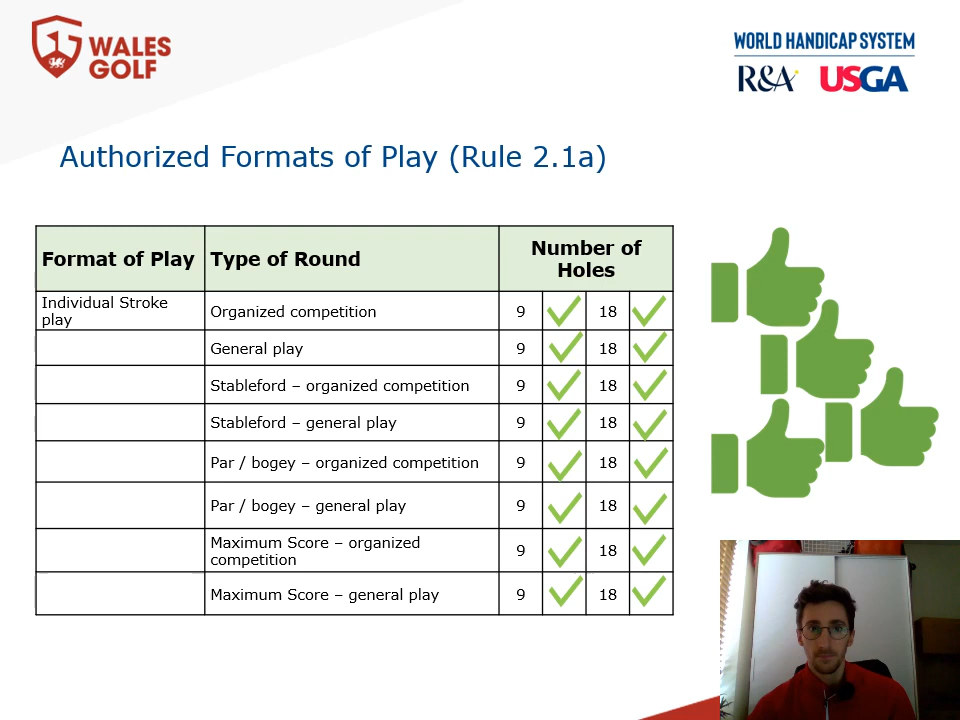 WALES
GOLF
WORLD HANDICAP SYSTEM
R&A USGA
Authorized Formats of Play (Rule 2.1a)
Format of Play Type of Round Number of
Holes
Individual Stroke
play Organized competition 9 18
General play 9 18
Stableford – organized competition 9 18
Stableford – general play 9 18
Par / bogey – organized competition 9 18
Par / bogey – general play 9 18
Maximum Score – organized
competition 9 18
Maximum Score – general play 9 18